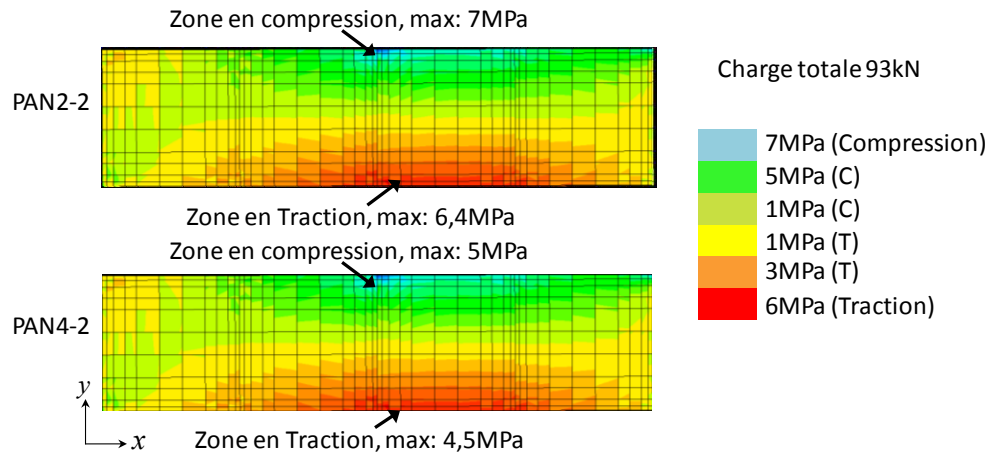 Zone en compression, max: 7MPa
PAN2-2
Charge totale 93kN
7MPa (Compression)
5MPa (C)
1MPa (C)
1MPa (T)
3MPa (T)
6MPa (Traction)
Zone en Traction, max: 6,4MPa
Zone en compression, max: 5MPa
PAN4-2
y
x
Zone en Traction, max: 4,5MPa